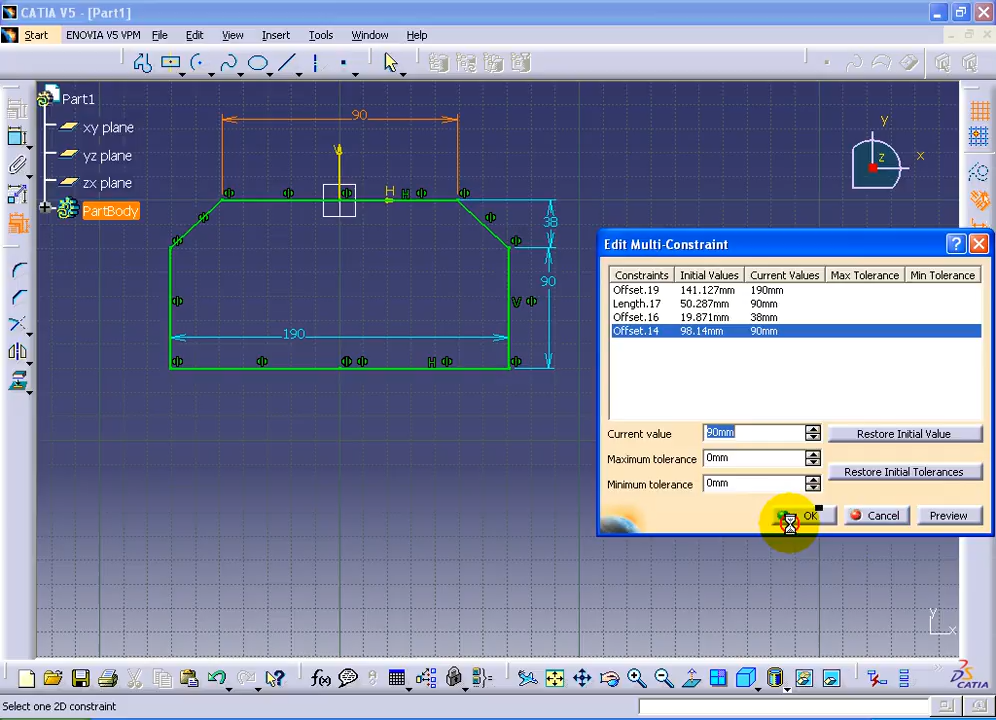 CATIA V5 - [Part1]
Start ENOVIA V5 VPM File Edit View Insert Tools Window Help
Part1
xy plane
yz plane
zx plane
PartBody
90
V
H
H
38
90
V
190
H
y
z
x
Edit Multi-Constraint
Constraints Initial Values Current Values Max Tolerance Min Tolerance
Offset.19 141.127mm 190mm
Length.17 50.287mm 90mm
Offset.16 19.871mm 38mm
Offset.14 98.14mm 90mm
Current value 90mm Restore Initial Value
Maximum tolerance 0mm Restore Initial Tolerances
Minimum tolerance 0mm
OK Cancel Preview
y
x
f(x)
CATIA
Select one 2D constraint